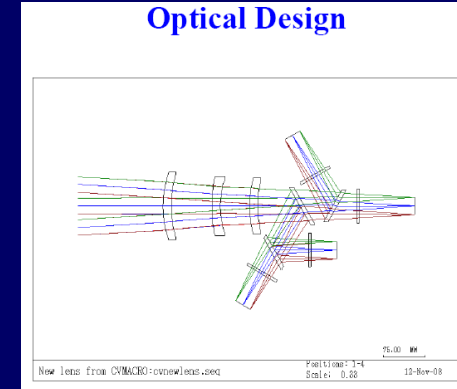 Optical Design
75.00 MM
New lens from CVMACRO:cvnewlens.seq
Positions: 1-4
Scale: 0.33
12-Nov-08